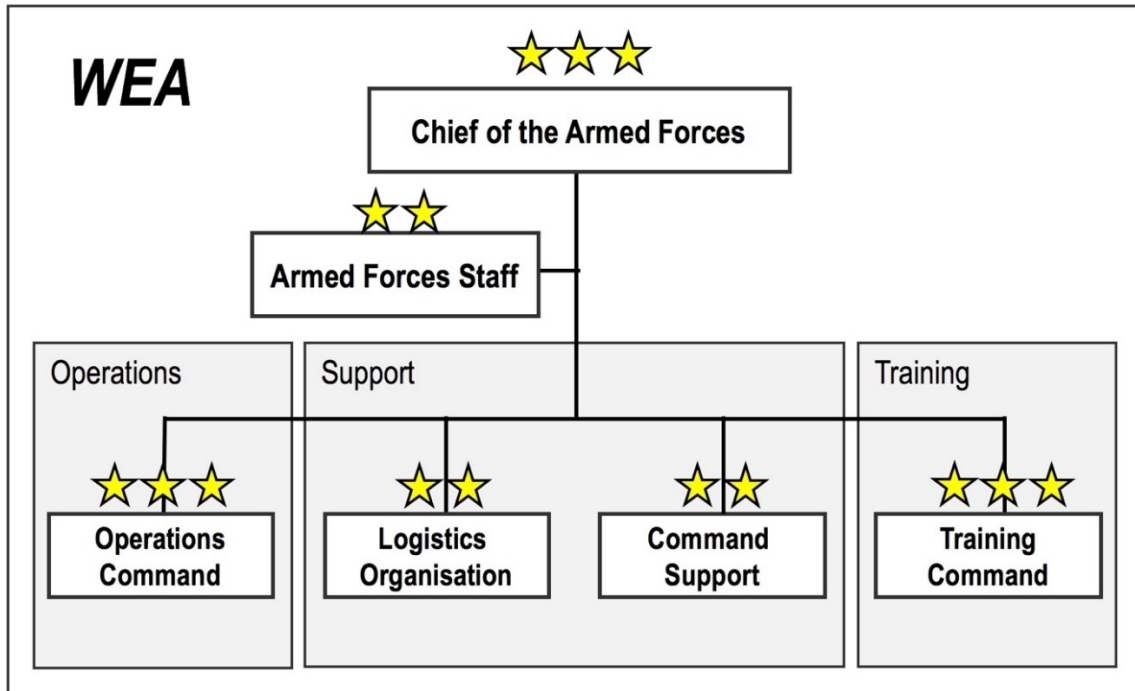 WEA
Chief of the Armed Forces
Armed Forces Staff
Operations
Support
Training
Operations
Command
Logistics
Organisation
Command
Support
Training
Command